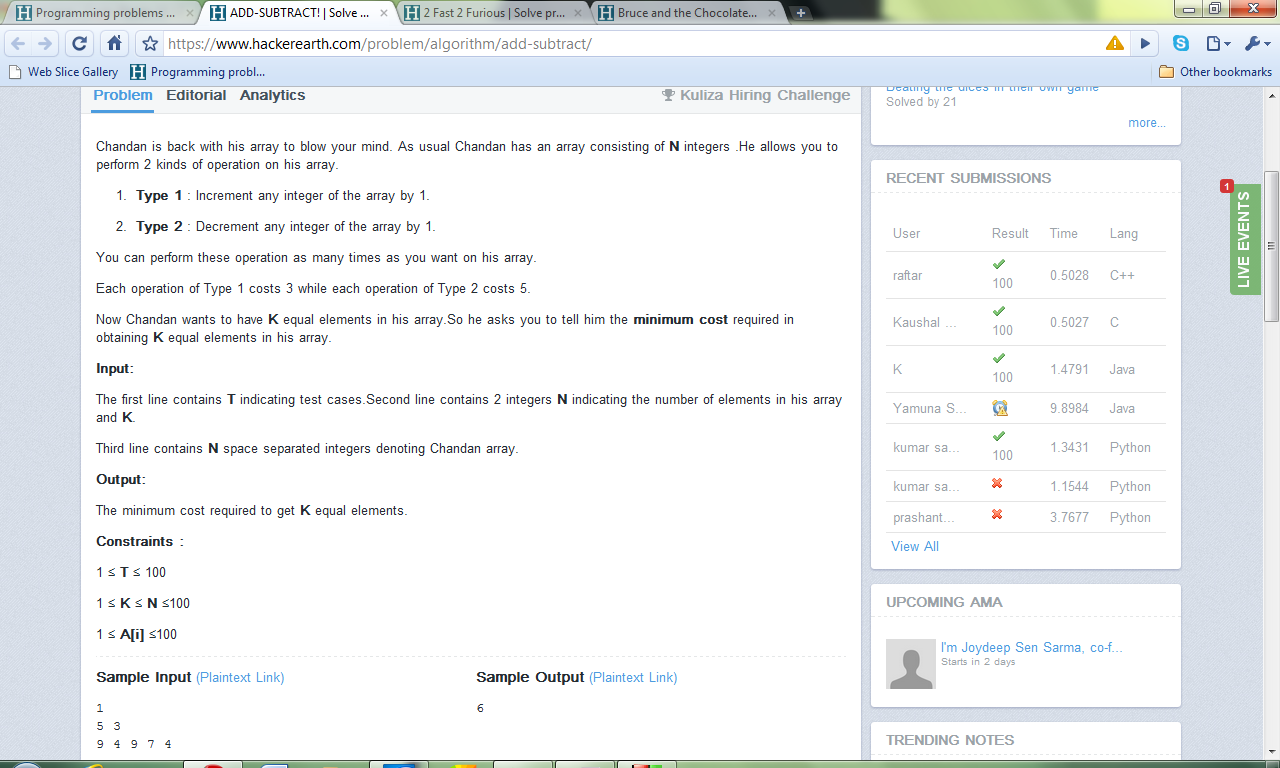 Programming problems ...
ADD-SUBTRACT! | Solve ...
2 Fast 2 Furious | Solve pr...
Bruce and the Chocolate...
https://www.hackerearth.com/problem/algorithm/add-subtract/
Web Slice Gallery
Programming probl...
Other bookmarks
Problem Editorial Analytics
Kuliza Hiring Challenge
Chandan is back with his array to blow your mind. As usual Chandan has an array consisting of N integers .He allows you to
perform 2 kinds of operation on his array.
1. Type 1 : Increment any integer of the array by 1.
2. Type 2 : Decrement any integer of the array by 1.
You can perform these operation as many times as you want on his array.
Each operation of Type 1 costs 3 while each operation of Type 2 costs 5.
Now Chandan wants to have K equal elements in his array.So he asks you to tell him the minimum cost required in
obtaining K equal elements in his array.
Input:
The first line contains T indicating test cases.Second line contains 2 integers N indicating the number of elements in his array
and K.
Third line contains N space separated integers denoting Chandan array.
Output:
The minimum cost required to get K equal elements.
Constraints :
1 ≤ T ≤ 100
1 ≤ K ≤ N ≤100
1 ≤ A[i] ≤100
Sample Input (Plaintext Link)
1
5 3
9 4 9 7 4
Sample Output (Plaintext Link)
6
Beating the dices in their own game
Solved by 21
more...
RECENT SUBMISSIONS
User Result Time Lang
raftar 100 0.5028 C++
Kaushal ... 100 0.5027 C
K 100 1.4791 Java
Yamuna S... 9.8984 Java
kumar sa... 100 1.3431 Python
kumar sa... 1.1544 Python
prashant... 3.7677 Python
View All
UPCOMING AMA
I'm Joydeep Sen Sarma, co-f...
Starts in 2 days
TRENDING NOTES
1
LIVE EVENTS